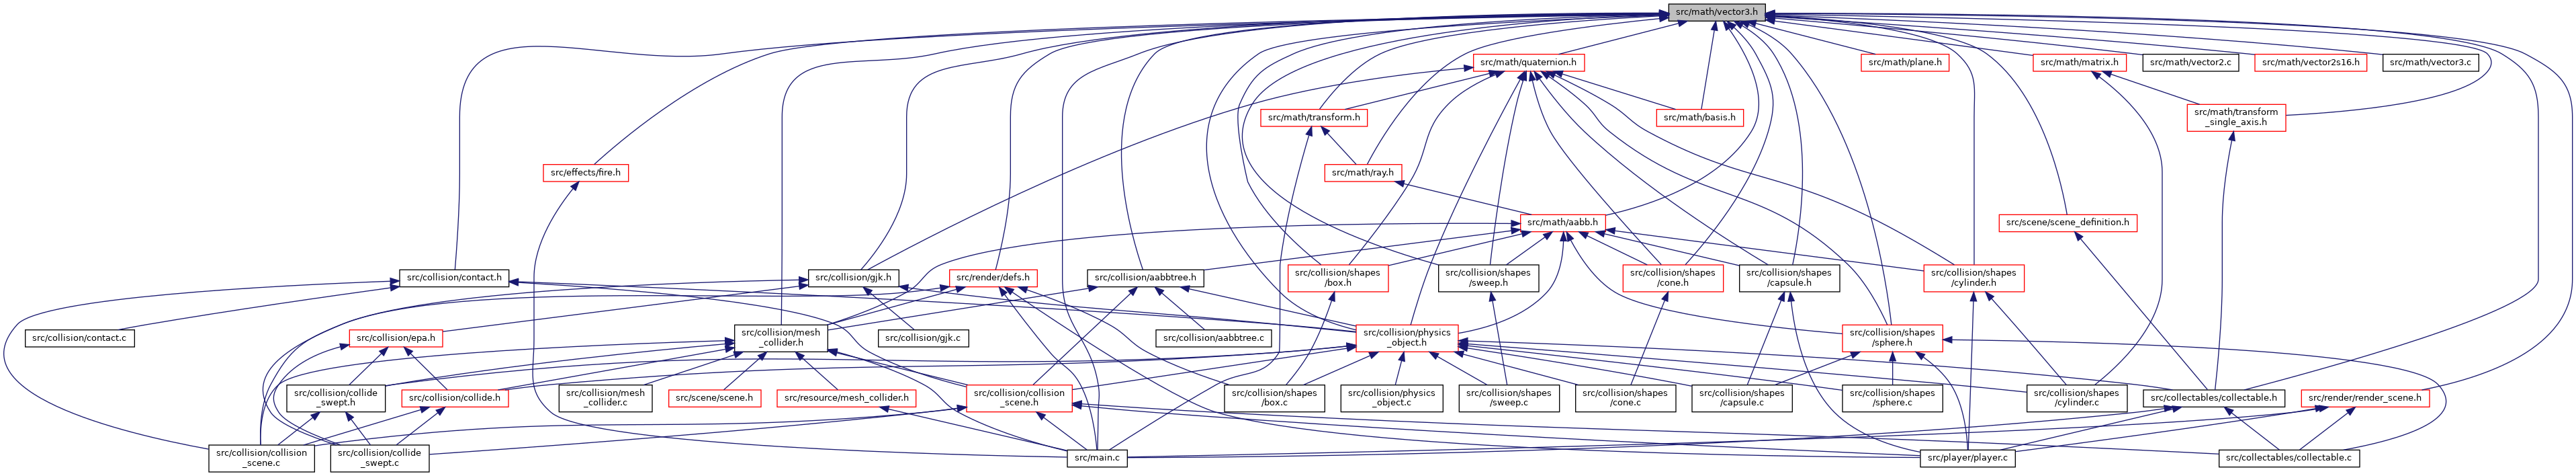 src/math/vector3.h
src/math/quaternion.h
src/math/plane.h
src/math/matrix.h
src/math/vector2.c
src/math/vector2s16.h
src/math/vector3.c
src/math/transform.h
src/math/basis.h
src/math/transform
_single_axis.h
src/effects/fire.h
src/math/ray.h
src/math/aabb.h
src/scene/scene_definition.h
src/collision/contact.h
src/collision/gjk.h
src/render/defs.h
src/collision/aabbtree.h
src/collision/shapes
/box.h
src/collision/shapes
/sweep.h
src/collision/shapes
/cone.h
src/collision/shapes
/capsule.h
src/collision/shapes
/cylinder.h
src/collision/contact.c
src/collision/epa.h
src/collision/mesh
_collider.h
src/collision/gjk.c
src/collision/aabbtree.c
src/collision/physics
_object.h
src/collision/shapes
/sphere.h
src/collision/collide
_swept.h
src/collision/collide.h
src/collision/mesh
_collider.c
src/scene/scene.h
src/resource/mesh_collider.h
src/collision/collision
_scene.h
src/collision/shapes
/box.c
src/collision/physics
_object.c
src/collision/shapes
/sweep.c
src/collision/shapes
/cone.c
src/collision/shapes
/capsule.c
src/collision/shapes
/sphere.c
src/collision/shapes
/cylinder.c
src/collectables/collectable.h
src/render/render_scene.h
src/collision/collision
_scene.c
src/collision/collide
_swept.c
src/main.c
src/player/player.c
src/collectables/collectable.c